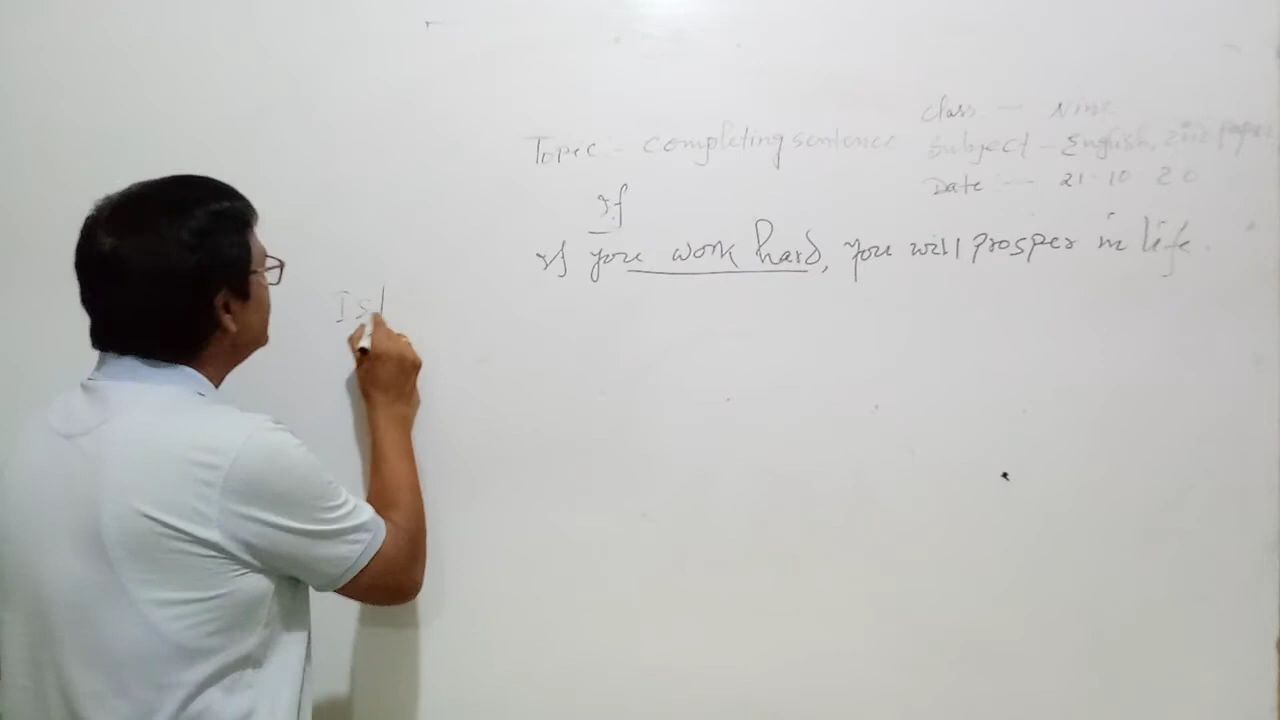 Class — Nine
Topic:- completing sentence
Subject - English, 2nd paper
Date :— 21 10 20
If
If you work hard, you will prosper in life.
Ist